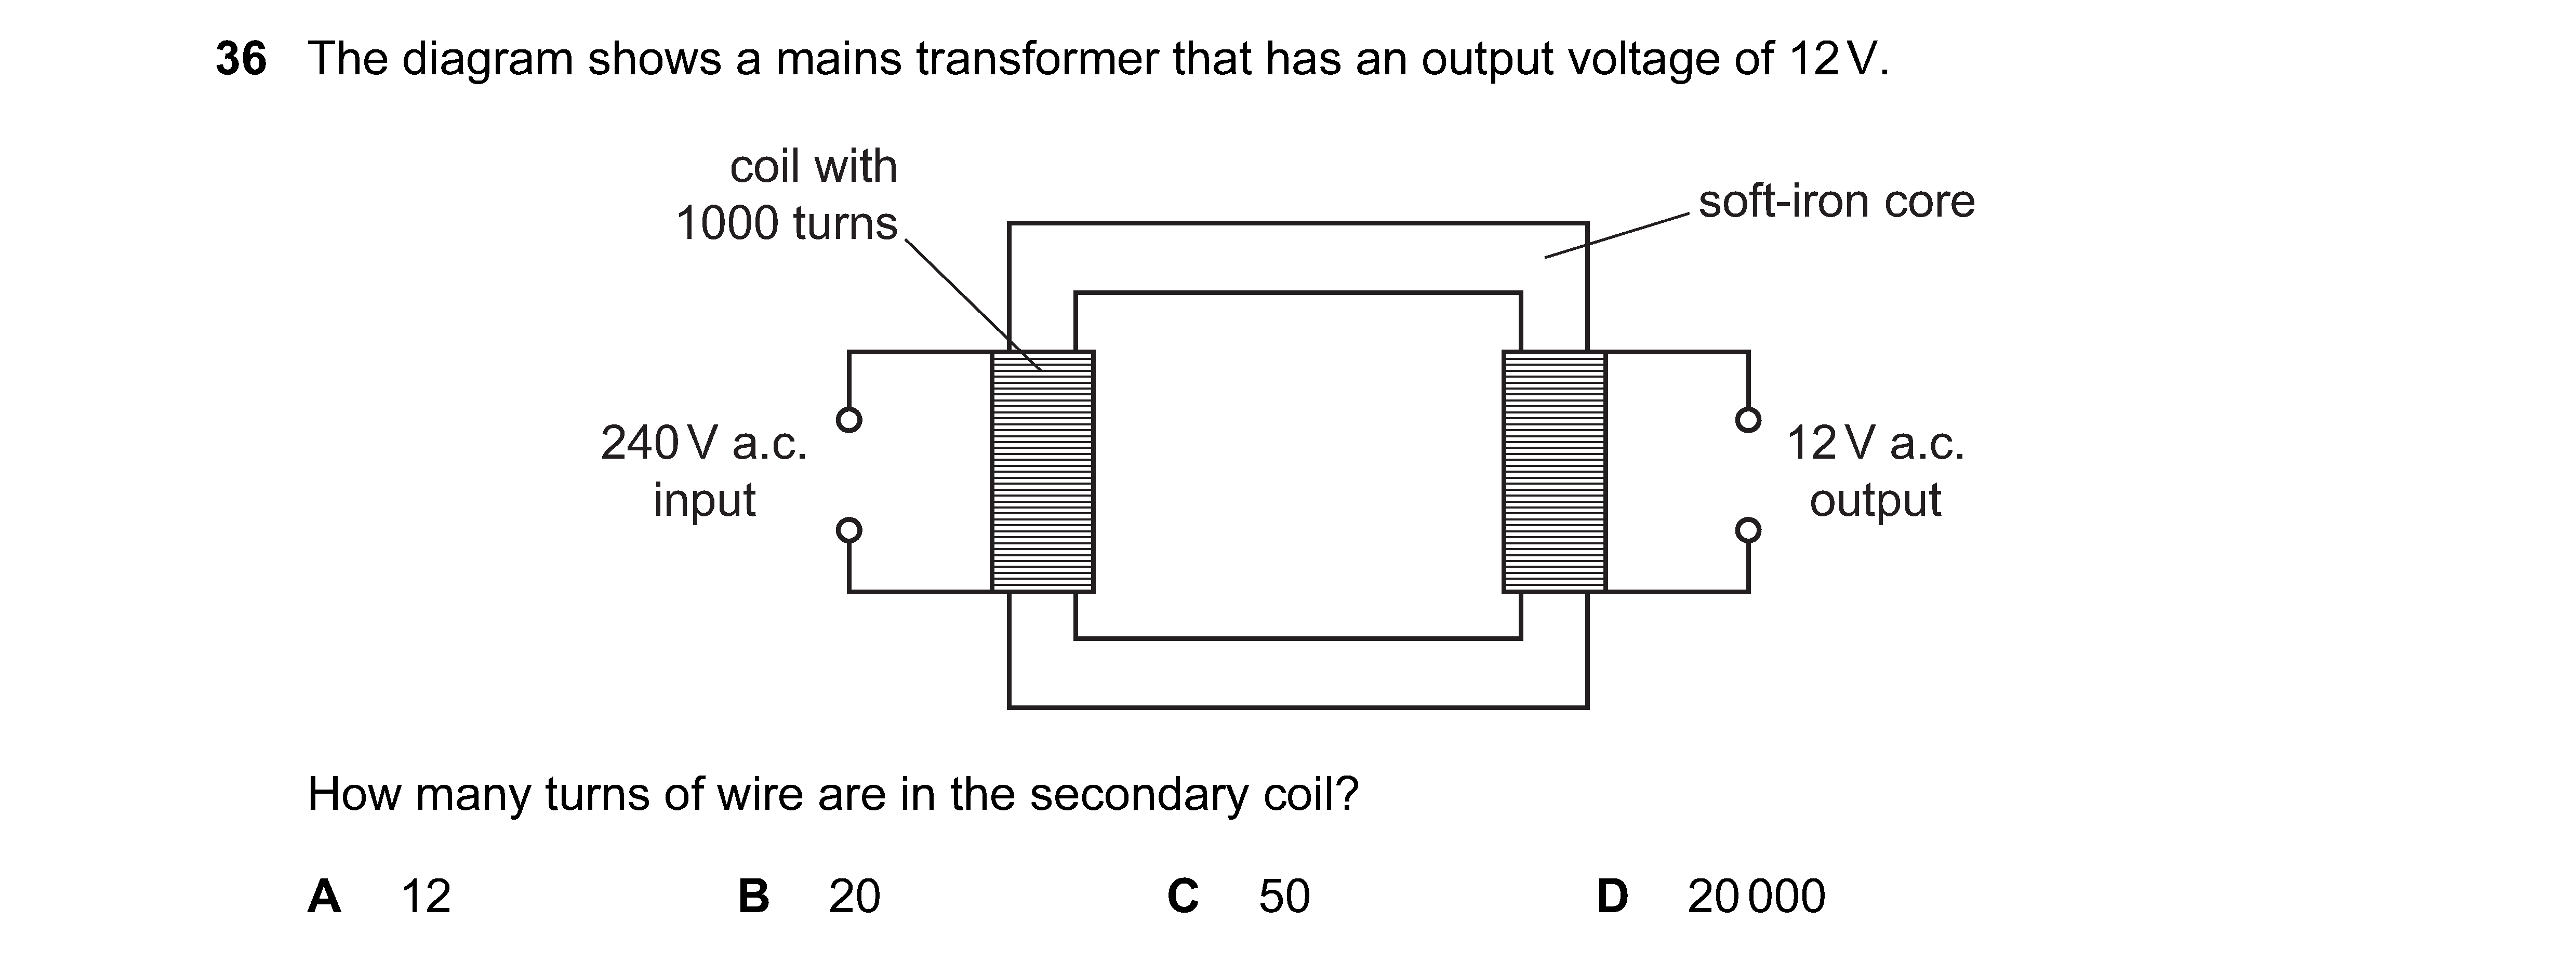 36 The diagram shows a mains transformer that has an output voltage of 12 V.
coil with
1000 turns
soft-iron core
240 V a.c.
input
12 V a.c.
output
How many turns of wire are in the secondary coil?
A 12 B 20 C 50 D 20 000